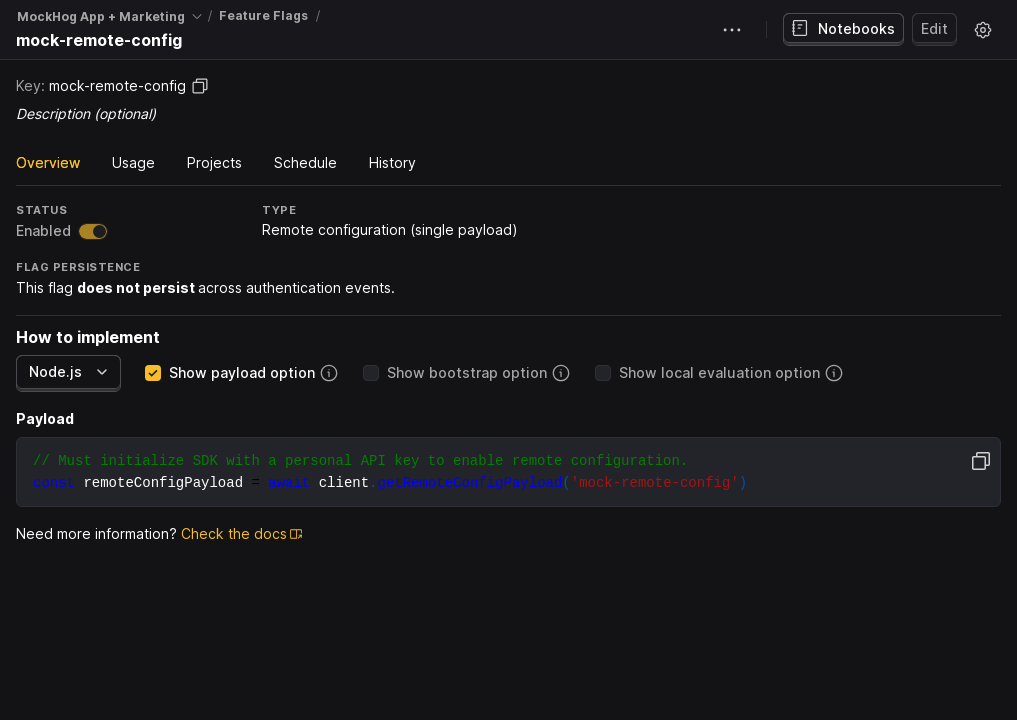 MockHog App + Marketing / Feature Flags /
mock-remote-config
Notebooks
Edit
Key: mock-remote-config
Description (optional)
Overview Usage Projects Schedule History
STATUS
Enabled
TYPE
Remote configuration (single payload)
FLAG PERSISTENCE
This flag does not persist across authentication events.
How to implement
Node.js Show payload option Show bootstrap option Show local evaluation option
Payload
// Must initialize SDK with a personal API key to enable remote configuration.
const remoteConfigPayload = await client.getRemoteConfigPayload('mock-remote-config')
Need more information? Check the docs